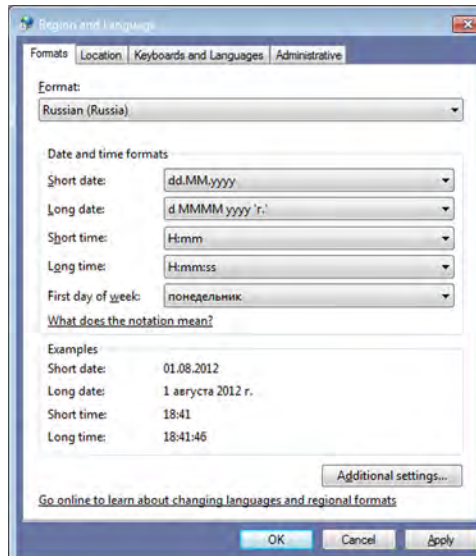 Region and Language
Formats Location Keyboards and Languages Administrative
Format:
Russian (Russia)
Date and time formats
Short date: dd.MM.yyyy
Long date: d MMMM yyyy 'г.'
Short time: H:mm
Long time: H:mm:ss
First day of week: понедельник
What does the notation mean?
Examples
Short date: 01.08.2012
Long date: 1 августа 2012 г.
Short time: 18:41
Long time: 18:41:46
Additional settings...
Go online to learn about changing languages and regional formats
OK Cancel Apply